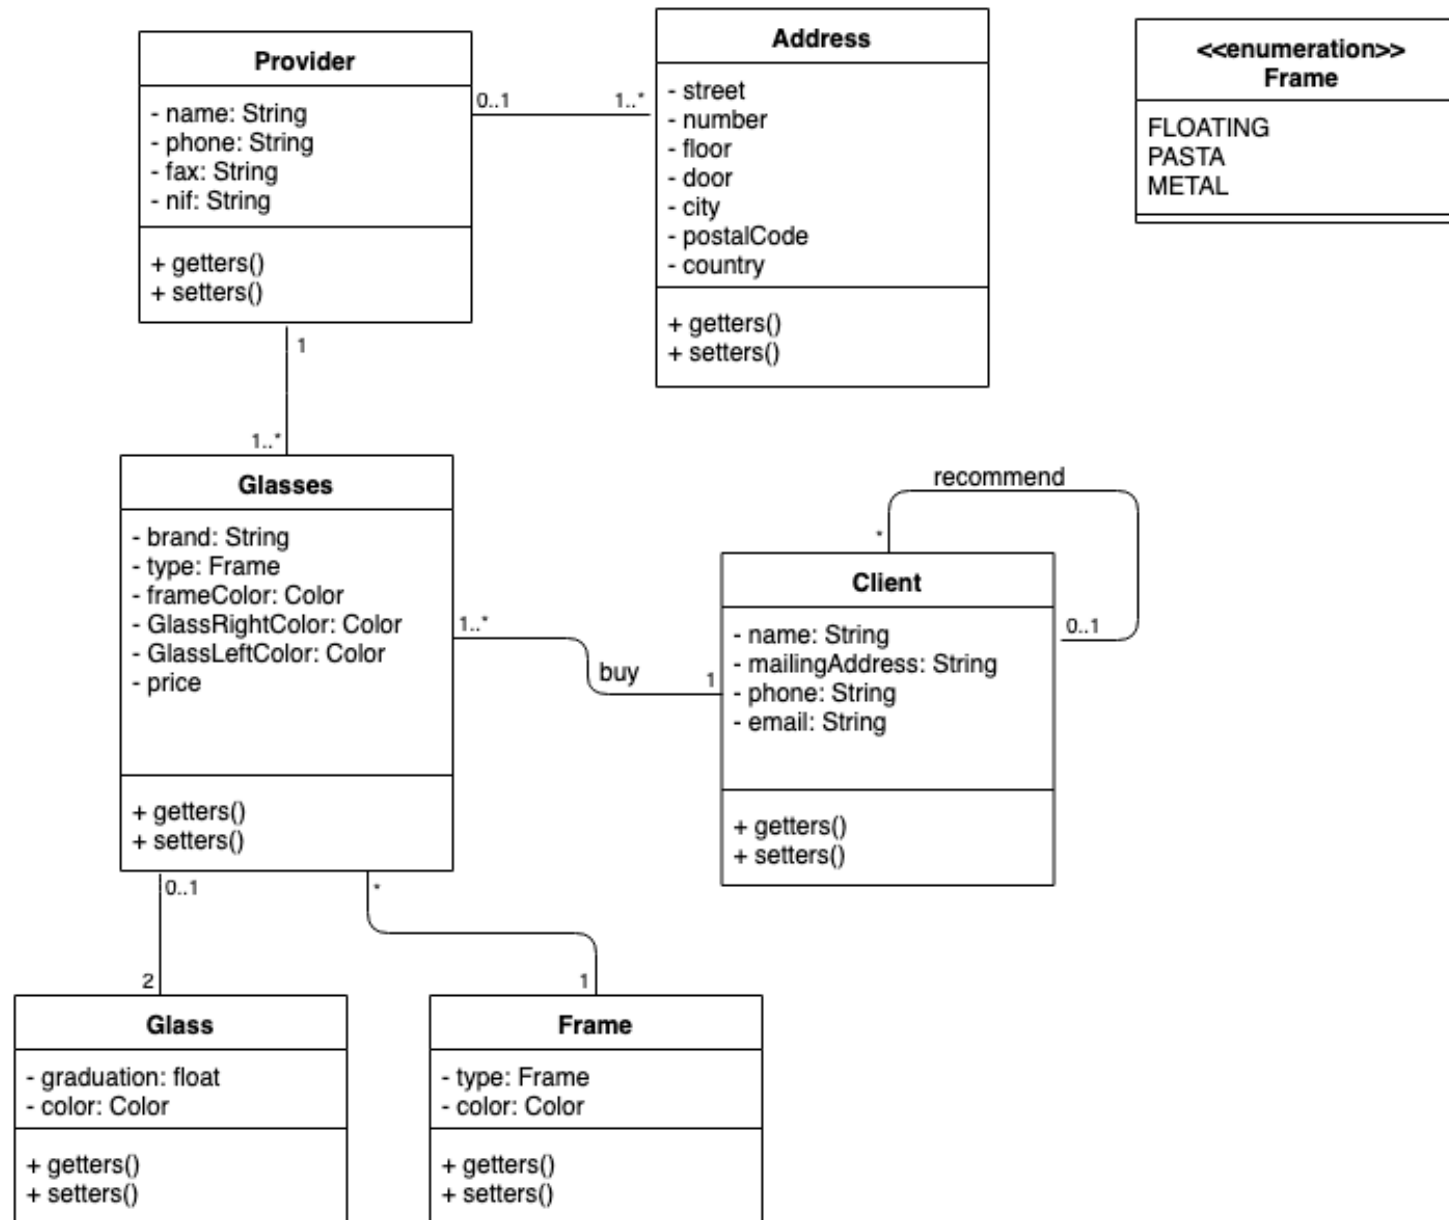 Provider
- name: String
- phone: String
- fax: String
- nif: String
+ getters()
+ setters()
0..1
1..*
Address
- street
- number
- floor
- door
- city
- postalCode
- country
+ getters()
+ setters()
<<enumeration>>
Frame
FLOATING
PASTA
METAL
1
1..*
Glasses
- brand: String
- type: Frame
- frameColor: Color
- GlassRightColor: Color
- GlassLeftColor: Color
- price
+ getters()
+ setters()
1..*
buy
1
recommend
*
0..1
Client
- name: String
- mailingAddress: String
- phone: String
- email: String
+ getters()
+ setters()
0..1
2
*
1
Glass
- graduation: float
- color: Color
+ getters()
+ setters()
Frame
- type: Frame
- color: Color
+ getters()
+ setters()